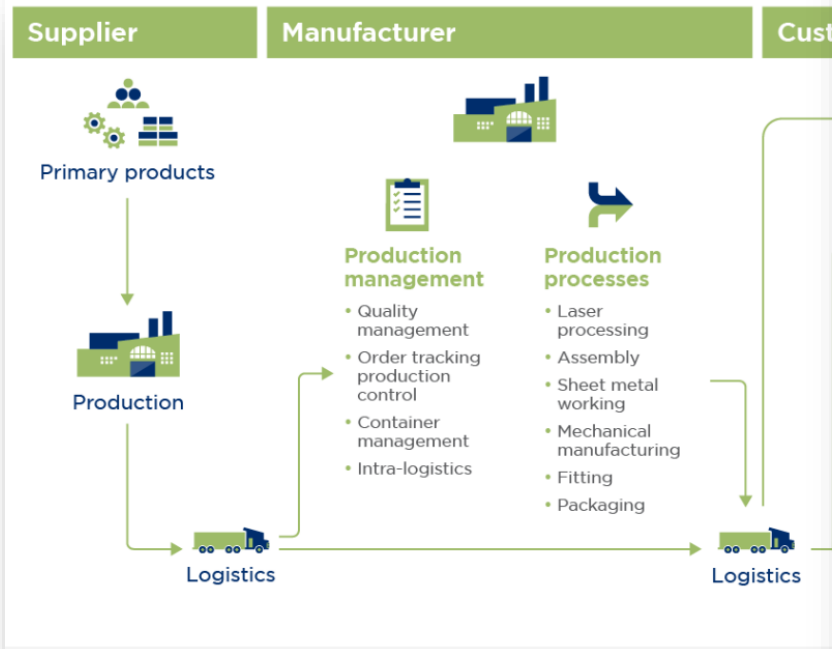 Supplier
Manufacturer
Cust
Primary products
Production
Logistics
Production
management
• Quality
management
• Order tracking
production
control
• Container
management
• Intra-logistics
Production
processes
• Laser
processing
• Assembly
• Sheet metal
working
• Mechanical
manufacturing
• Fitting
• Packaging
Logistics